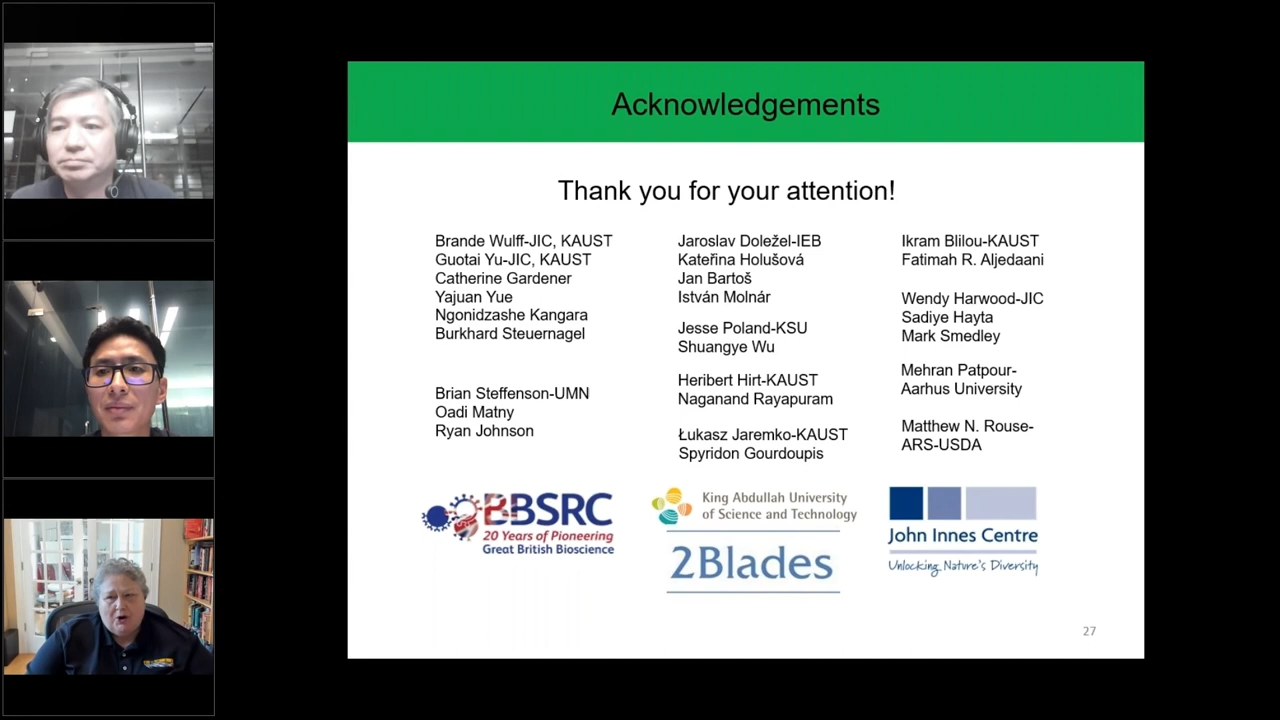 Acknowledgements
Thank you for your attention!
Brande Wulff-JIC, KAUST
Guotai Yu-JIC, KAUST
Catherine Gardener
Yajuan Yue
Ngonidzashe Kangara
Burkhard Steuernagel
Brian Steffenson-UMN
Oadi Matny
Ryan Johnson
Jaroslav Doležel-IEB
Kateřina Holušová
Jan Bartoš
István Molnár
Jesse Poland-KSU
Shuangye Wu
Heribert Hirt-KAUST
Naganand Rayapuram
Łukasz Jaremko-KAUST
Spyridon Gourdoupis
Ikram Blilou-KAUST
Fatimah R. Aljedaani
Wendy Harwood-JIC
Sadiye Hayta
Mark Smedley
Mehran Patpour-
Aarhus University
Matthew N. Rouse-
ARS-USDA
BBSRC
20 Years of Pioneering
Great British Bioscience
King Abdullah University
of Science and Technology
2Blades
John Innes Centre
Unlocking Nature's Diversity
27